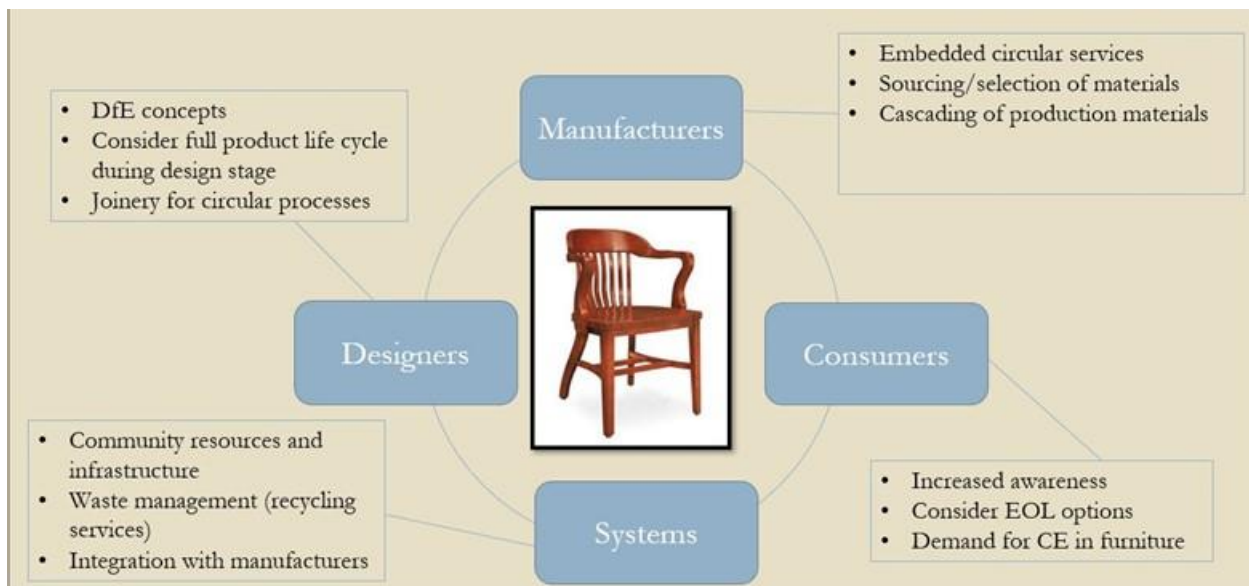 • Embedded circular services
• Sourcing/selection of materials
• Cascading of production materials
Manufacturers
• DfE concepts
• Consider full product life cycle
during design stage
• Joinery for circular processes
Designers
Consumers
• Community resources and
infrastructure
• Waste management (recycling
services)
• Integration with manufacturers
Systems
• Increased awareness
• Consider EOL options
• Demand for CE in furniture